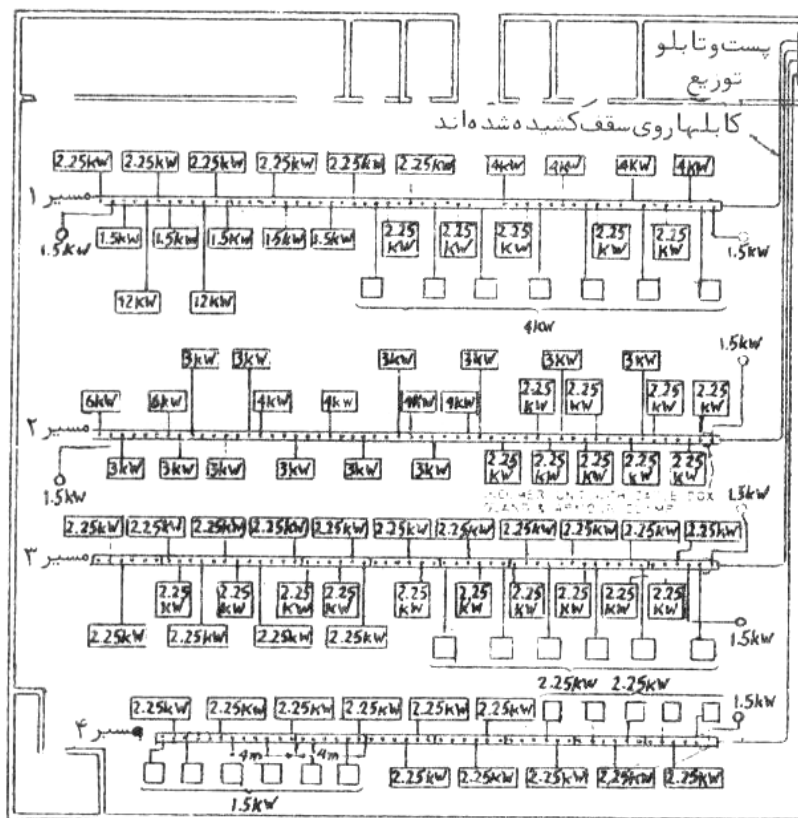 پست و تابلو
توزیع
کابلها روی سقف کشیده شده اند
2.25KW 2.25KW 2.25KW 2.25KW 2.25KW 2.25KW 4KW 4KW 4KW 4KW
مسیر ۱
1.5KW 1.5KW 1.5KW 1.5KW 1.5KW 1.5KW 2.25 KW 2.25 KW 2.25 KW 2.25 KW 2.25 KW 2.25 KW 1.5KW
12KW 12KW
4KW
1.5KW
3KW 3KW 3KW 3KW 3KW 3KW
6KW 6KW 4KW 4KW 4KW 4KW 2.25 KW 2.25 KW 2.25 KW 2.25 KW
مسیر ۲
1.5KW 3KW 3KW 3KW 3KW 3KW 3KW 2.25 KW 2.25 KW 2.25 KW 2.25 KW 2.25 KW
1.5KW
2.25KW 2.25KW 2.25KW 2.25KW 2.25KW 2.25KW 2.25KW 2.25KW 2.25KW 2.25KW 2.25KW
مسیر ۳
2.25 KW 2.25 KW 2.25 KW 2.25 KW 2.25 KW 2.25 KW 2.25 KW 2.25 KW 2.25 KW 2.25 KW
2.25KW 2.25KW 2.25KW 2.25KW 1.5KW
2.25KW 2.25KW
2.25KW 2.25KW 2.25KW 2.25KW 2.25KW 2.25KW 1.5KW
مسیر ۴
4m 4m
2.25KW 2.25KW 2.25KW 2.25KW 2.25KW
1.5KW